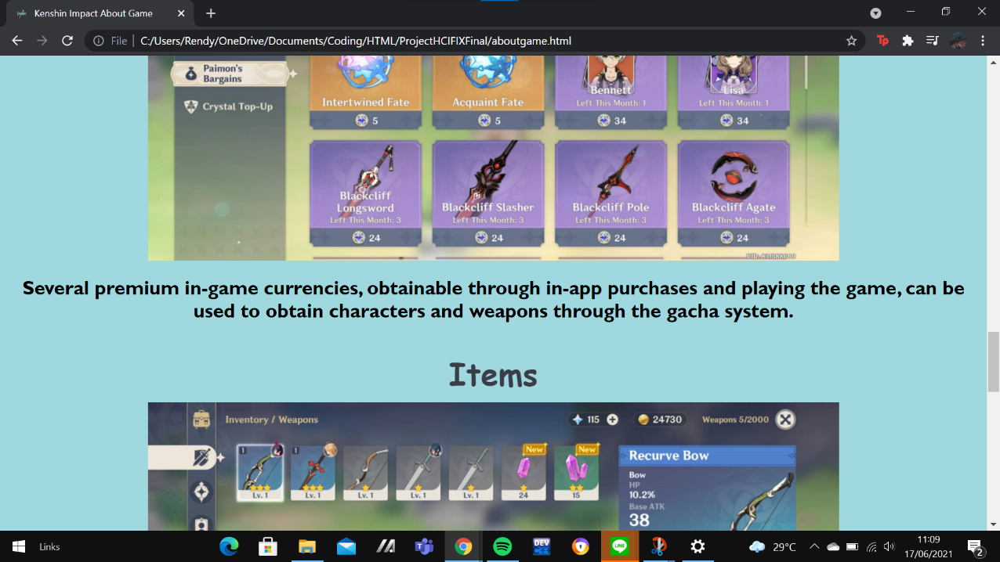 Kenshin Impact About Game
File
C:/Users/Rendy/OneDrive/Documents/Coding/HTML/ProjectHCIFIXFinal/aboutgame.html
Paimon's
Bargains
Crystal Top-Up
Intertwined Fate
5
Acquaint Fate
5
Bennett
Left This Month: 1
34
Lisa
Left This Month: 1
34
Blackcliff
Longsword
Left This Month: 3
24
Blackcliff Slasher
Left This Month: 3
24
Blackcliff Pole
Left This Month: 3
24
Blackcliff Agate
Left This Month: 3
24
Several premium in-game currencies, obtainable through in-app purchases and playing the game, can be
used to obtain characters and weapons through the gacha system.
Items
Inventory / Weapons
115
24730
Weapons 5/2000
1
Lv. 1
1
Lv. 1
Lv. 1
Lv. 1
Lv. 1
New
24
New
15
Recurve Bow
Bow
HP
10.2%
Base ATK
38
Links
DEV
LINE
29°C
11:09
17/06/2021
2